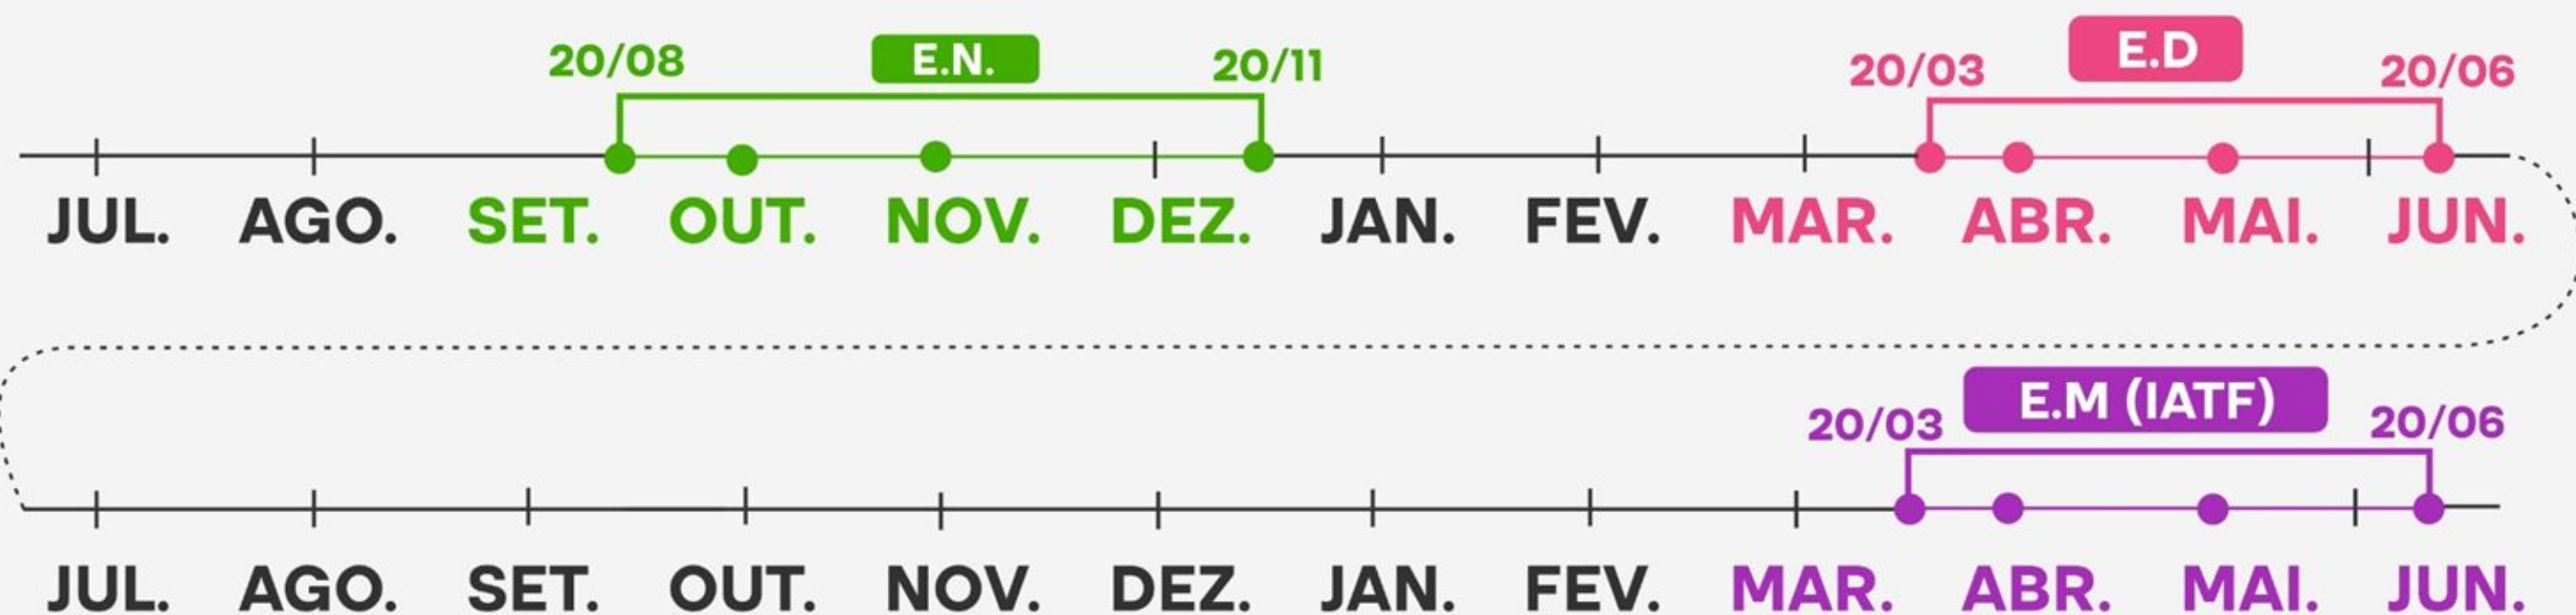 20/08 E.N. 20/11 20/03 E.D 20/06
JUL. AGO. SET. OUT. NOV. DEZ. JAN. FEV. MAR. ABR. MAI. JUN.
20/03 E.M (IATF) 20/06
JUL. AGO. SET. OUT. NOV. DEZ. JAN. FEV. MAR. ABR. MAI. JUN.